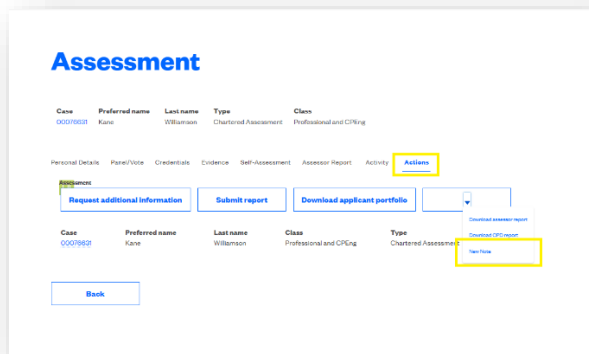 Assessment
Case Preferred name Last name Type Class
00076631 Kane Williamson Chartered Assessment Professional and CPEng
Personal Details Panel/Vote Credentials Evidence Self-Assessment Assessor Report Activity Actions
Assessment
Request additional information Submit report Download applicant portfolio
Download assessor report
Download CPD report
New Note
Case Preferred name Last name Class Type
00076631 Kane Williamson Professional and CPEng Chartered Assessment
Back